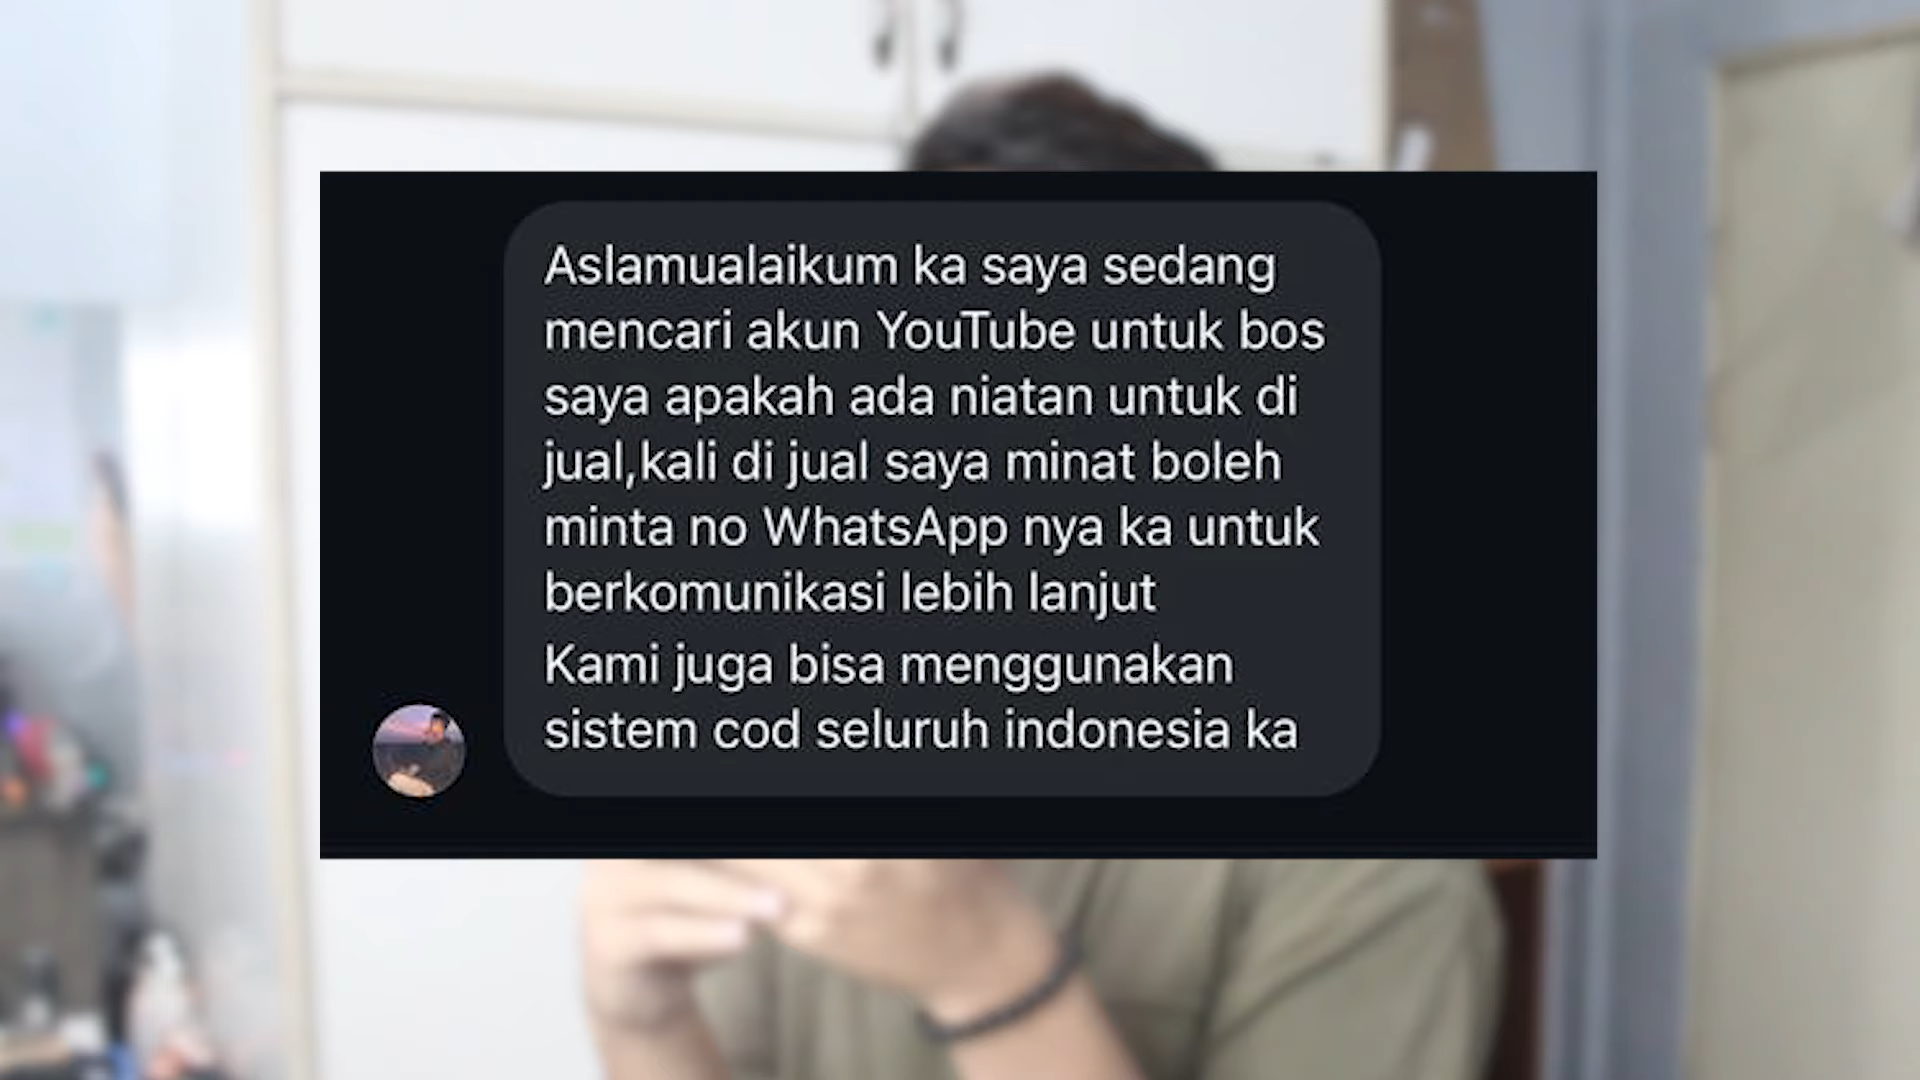 Aslamualaikum ka saya sedang
mencari akun YouTube untuk bos
saya apakah ada niatan untuk di
jual,kali di jual saya minat boleh
minta no WhatsApp nya ka untuk
berkomunikasi lebih lanjut
Kami juga bisa menggunakan
sistem cod seluruh indonesia ka